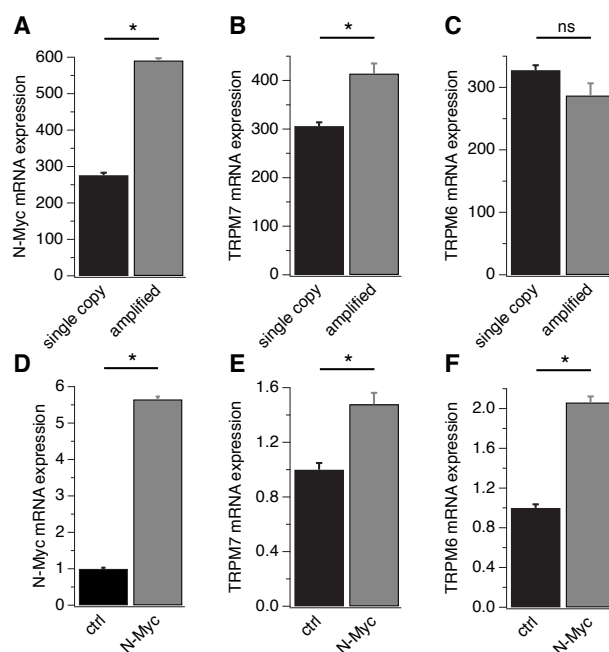 A
*
N-Myc mRNA expression
600
500
400
300
200
100
0
single copy
amplified
B
*
TRPM7 mRNA expression
400
300
200
100
0
single copy
amplified
C
ns
TRPM6 mRNA expression
300
200
100
0
single copy
amplified
D
*
N-Myc mRNA expression
6
5
4
3
2
1
0
ctrl
N-Myc
E
*
TRPM7 mRNA expression
1.6
1.2
0.8
0.4
0.0
ctrl
N-Myc
F
*
TRPM6 mRNA expression
2.0
1.6
1.2
0.8
0.4
0.0
ctrl
N-Myc